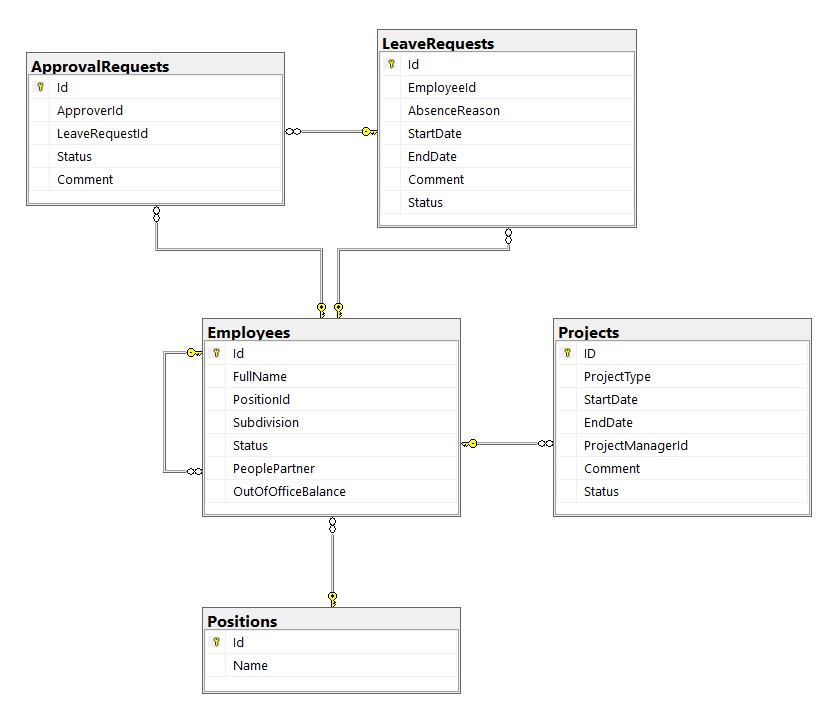 ApprovalRequests
Id
ApproverId
LeaveRequestId
Status
Comment
LeaveRequests
Id
EmployeeId
AbsenceReason
StartDate
EndDate
Comment
Status
Employees
Id
FullName
PositionId
Subdivision
Status
PeoplePartner
OutOfOfficeBalance
Projects
ID
ProjectType
StartDate
EndDate
ProjectManagerId
Comment
Status
Positions
Id
Name